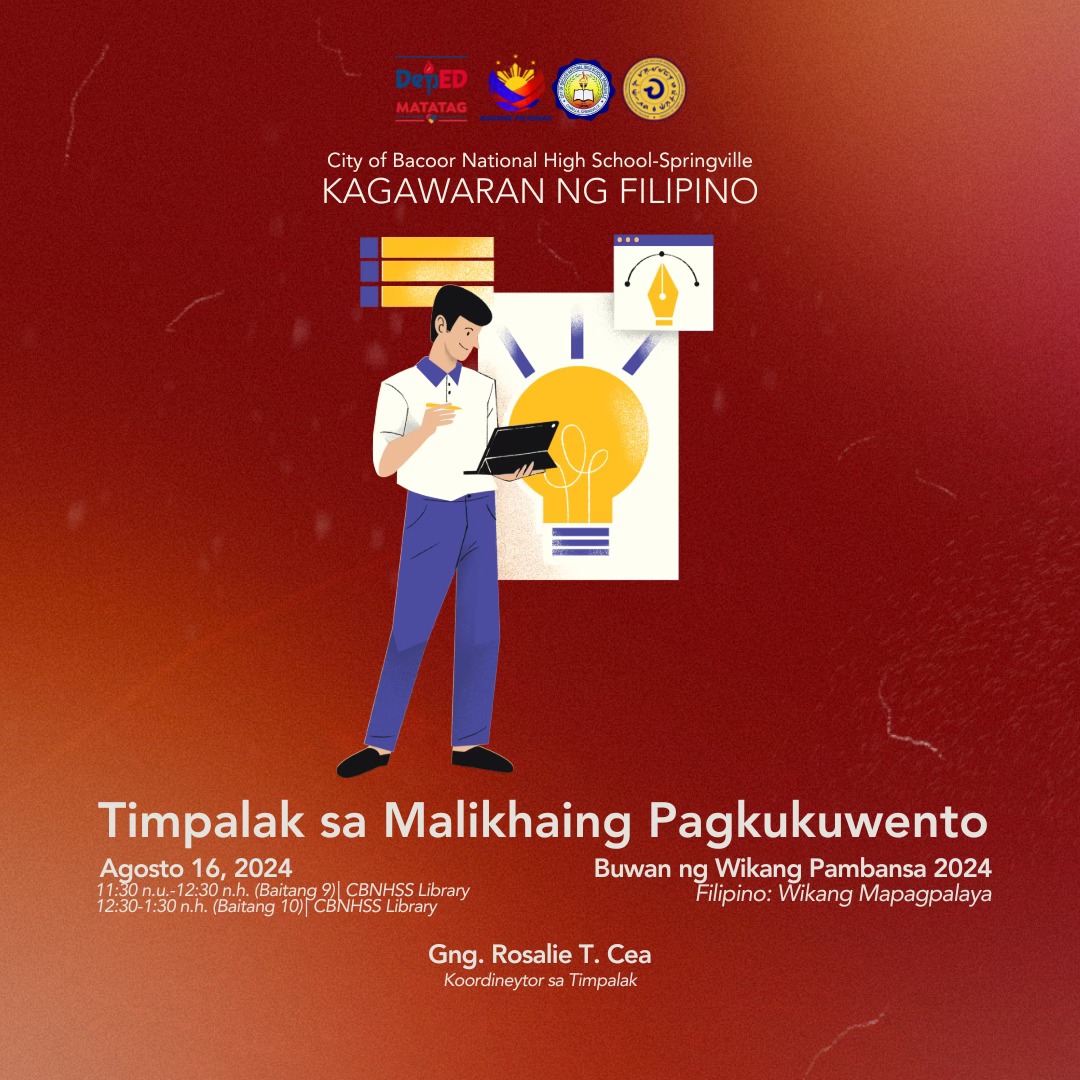 DepED
MATATAG
City of Bacoor National High School-Springville
KAGAWARAN NG FILIPINO
Timpalak sa Malikhaing Pagkukuwento
Agosto 16, 2024
11:30 n.u.-12:30 n.h. (Baitang 9)| CBNHSS Library
12:30-1:30 n.h. (Baitang 10)| CBNHSS Library
Buwan ng Wikang Pambansa 2024
Filipino: Wikang Mapagpalaya
Gng. Rosalie T. Cea
Koordineytor sa Timpalak